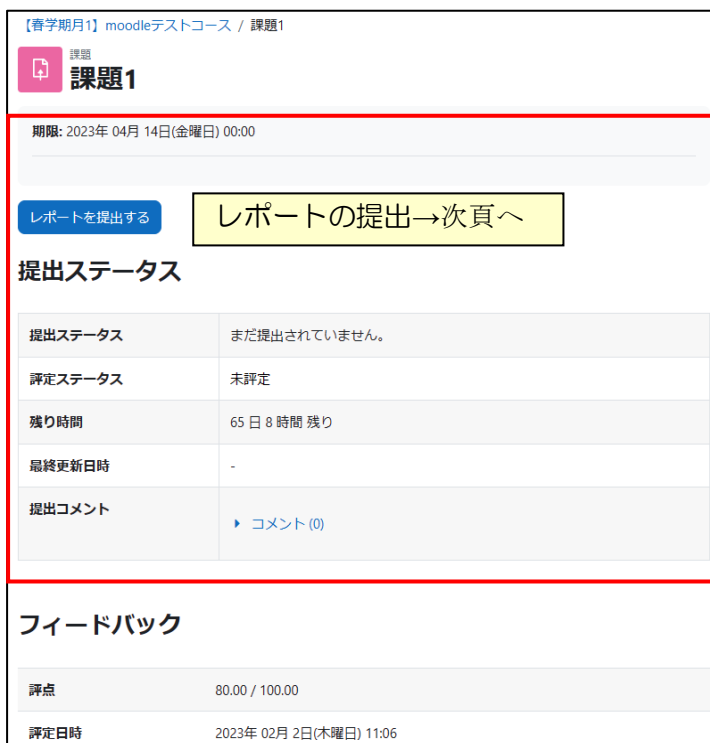 【春学期月1】moodleテストコース / 課題1
課題
課題1
期限: 2023年 04月 14日(金曜日) 00:00
レポートを提出する
レポートの提出→次頁へ
提出ステータス
提出ステータス まだ提出されていません。
評定ステータス 未評定
残り時間 65 日 8 時間 残り
最終更新日時 -
提出コメント
コメント (0)
フィードバック
評点 80.00 / 100.00
評定日時 2023年 02月 2日(木曜日) 11:06